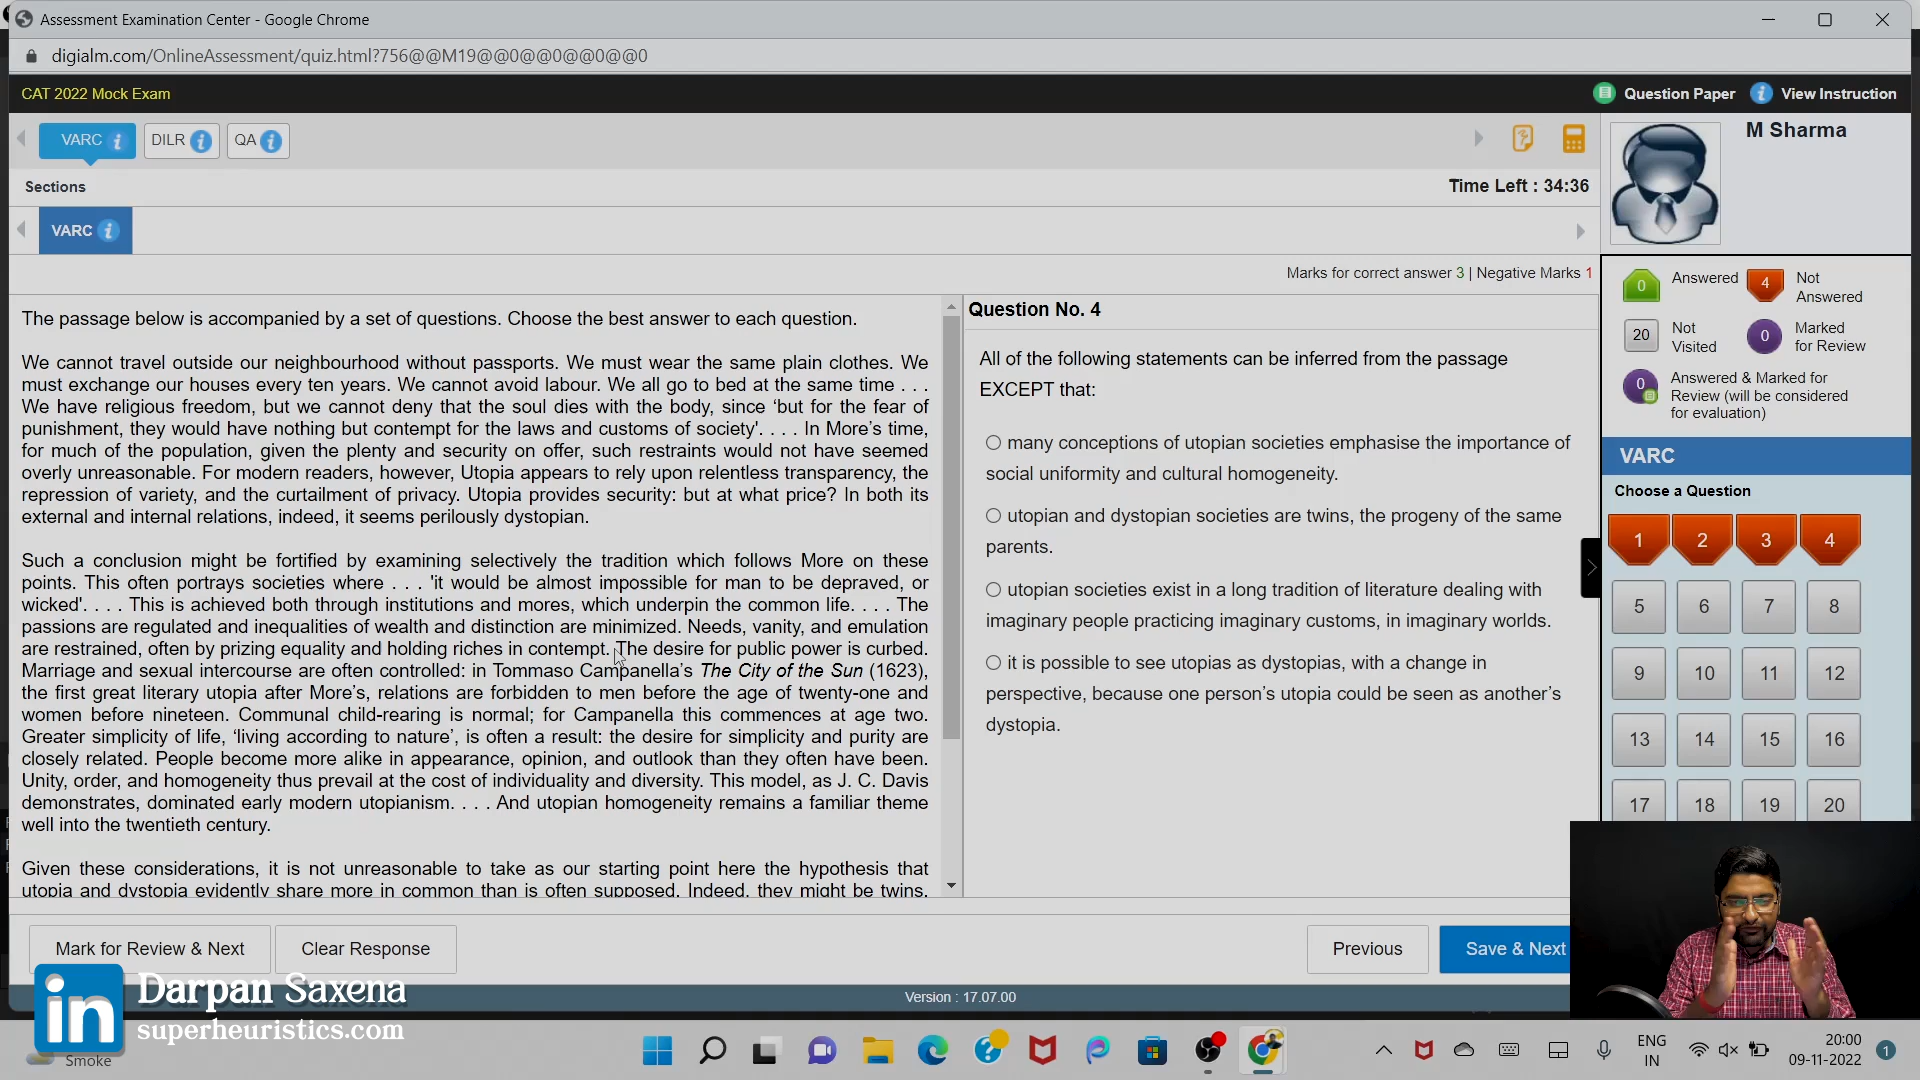 Assessment Examination Center - Google Chrome
digialm.com/OnlineAssessment/quiz.html?756@@M19@@0@@0@@0@@0
CAT 2022 Mock Exam
Question Paper
View Instruction
VARC
DILR
QA
M Sharma
Sections
Time Left : 34:36
VARC
Marks for correct answer 3 | Negative Marks 1
The passage below is accompanied by a set of questions. Choose the best answer to each question.
We cannot travel outside our neighbourhood without passports. We must wear the same plain clothes. We
must exchange our houses every ten years. We cannot avoid labour. We all go to bed at the same time . . .
We have religious freedom, but we cannot deny that the soul dies with the body, since ‘but for the fear of
punishment, they would have nothing but contempt for the laws and customs of society'. . . . In More’s time,
for much of the population, given the plenty and security on offer, such restraints would not have seemed
overly unreasonable. For modern readers, however, Utopia appears to rely upon relentless transparency, the
repression of variety, and the curtailment of privacy. Utopia provides security: but at what price? In both its
external and internal relations, indeed, it seems perilously dystopian.
Such a conclusion might be fortified by examining selectively the tradition which follows More on these
points. This often portrays societies where . . . 'it would be almost impossible for man to be depraved, or
wicked'. . . . This is achieved both through institutions and mores, which underpin the common life. . . . The
passions are regulated and inequalities of wealth and distinction are minimized. Needs, vanity, and emulation
are restrained, often by prizing equality and holding riches in contempt. The desire for public power is curbed.
Marriage and sexual intercourse are often controlled: in Tommaso Campanella’s The City of the Sun (1623),
the first great literary utopia after More’s, relations are forbidden to men before the age of twenty-one and
women before nineteen. Communal child-rearing is normal; for Campanella this commences at age two.
Greater simplicity of life, ‘living according to nature’, is often a result: the desire for simplicity and purity are
closely related. People become more alike in appearance, opinion, and outlook than they often have been.
Unity, order, and homogeneity thus prevail at the cost of individuality and diversity. This model, as J. C. Davis
demonstrates, dominated early modern utopianism. . . . And utopian homogeneity remains a familiar theme
well into the twentieth century.
Given these considerations, it is not unreasonable to take as our starting point here the hypothesis that
utopia and dystopia evidently share more in common than is often supposed. Indeed, they might be twins,
Question No. 4
All of the following statements can be inferred from the passage
EXCEPT that:
many conceptions of utopian societies emphasise the importance of
social uniformity and cultural homogeneity.
utopian and dystopian societies are twins, the progeny of the same
parents.
utopian societies exist in a long tradition of literature dealing with
imaginary people practicing imaginary customs, in imaginary worlds.
it is possible to see utopias as dystopias, with a change in
perspective, because one person’s utopia could be seen as another’s
dystopia.
0 Answered
4 Not
Answered
20 Not
Visited
0 Marked
for Review
0 Answered & Marked for
Review (will be considered
for evaluation)
VARC
Choose a Question
1 2 3 4
5 6 7 8
9 10 11 12
13 14 15 16
17 18 19 20
Mark for Review & Next
Clear Response
Previous
Save & Next
Version : 17.07.00
in
Darpan Saxena
superheuristics.com
Smoke
ENG
IN
20:00
09-11-2022
1